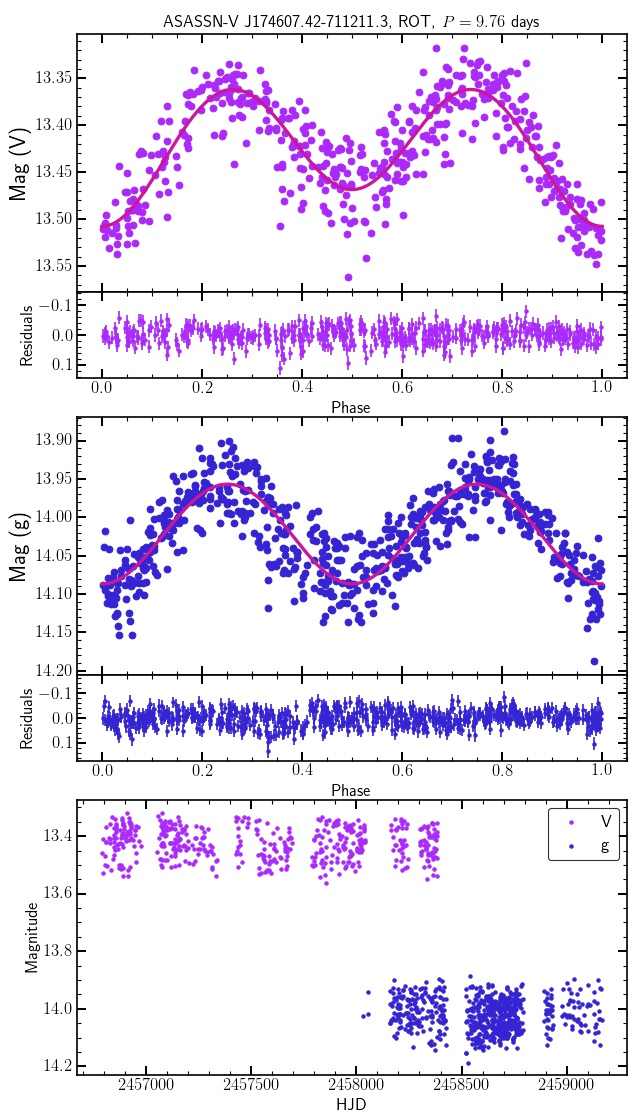 ASASSN-V J174607.42-711211.3, ROT, P = 9.76 days
Mag (V)
13.35
13.40
13.45
13.50
13.55
Residuals
−0.1
0.0
0.1
0.0 0.2 0.4 0.6 0.8 1.0
Phase
Mag (g)
13.90
13.95
14.00
14.05
14.10
14.15
14.20
Residuals
−0.1
0.0
0.1
0.0 0.2 0.4 0.6 0.8 1.0
Phase
Magnitude
13.4
13.6
13.8
14.0
14.2
V
g
2457000 2457500 2458000 2458500 2459000
HJD